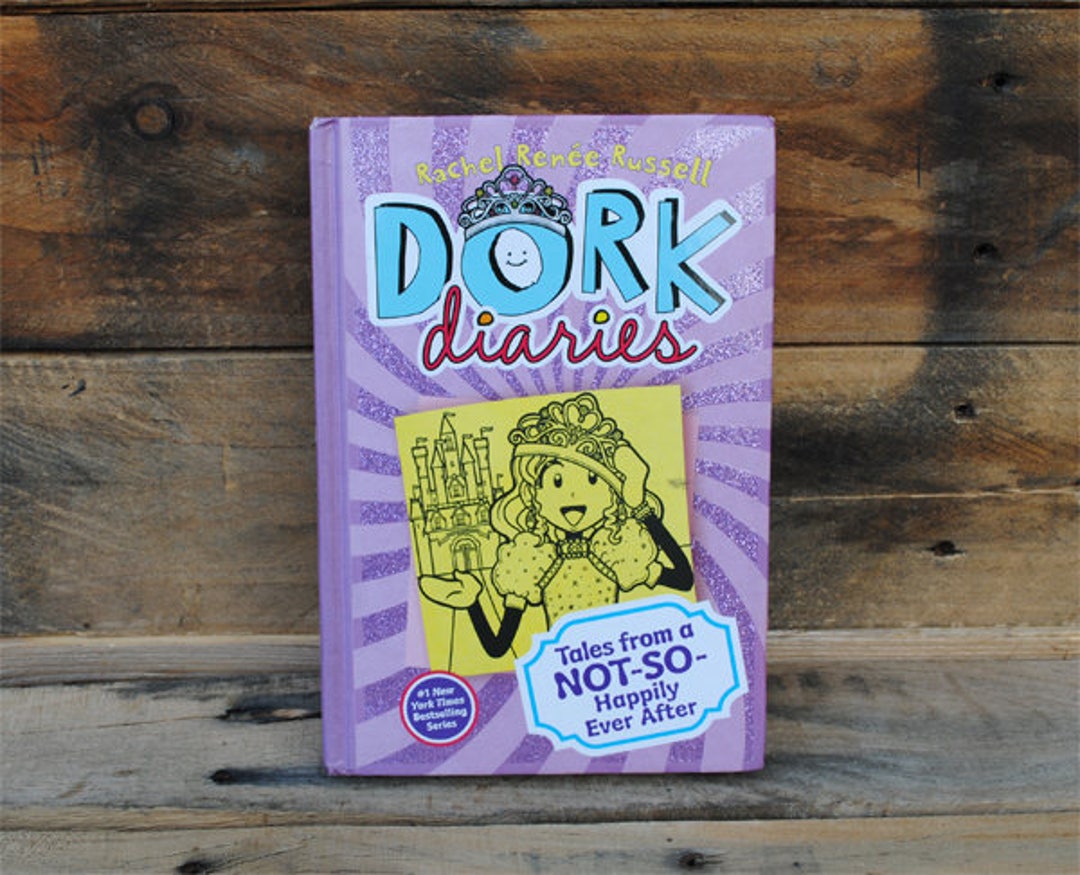 Rachel Renée Russell
DORK
diaries
Tales from a
NOT-SO-
Happily
Ever After
#1 New
York Times
Bestselling
Series